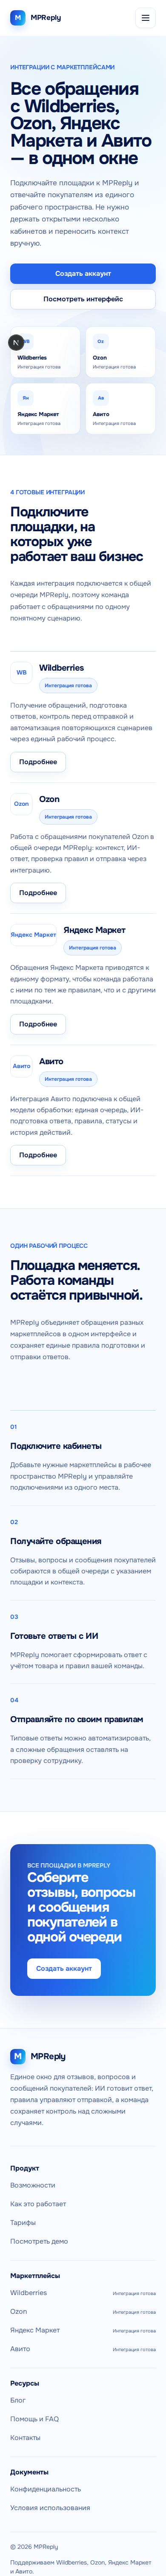 M MPReply
ИНТЕГРАЦИИ С МАРКЕТПЛЕЙСАМИ
Все обращения
с Wildberries,
Ozon, Яндекс
Маркета и Авито
— в одном окне
Подключайте площадки к MPReply и
отвечайте покупателям из единого
рабочего пространства. Не нужно
держать открытыми несколько
кабинетов и переносить контекст
вручную.
Создать аккаунт
Посмотреть интерфейс
N
Wildberries
Интеграция готова
Oz
Ozon
Интеграция готова
Ян
Яндекс Маркет
Интеграция готова
Ав
Авито
Интеграция готова
4 ГОТОВЫЕ ИНТЕГРАЦИИ
Подключите
площадки, на
которых уже
работает ваш бизнес
Каждая интеграция подключается к общей
очереди MPReply, поэтому команда
работает с обращениями по одному
понятному сценарию.
WB
Wildberries
Интеграция готова
Получение обращений, подготовка
ответов, контроль перед отправкой и
автоматизация повторяющихся сценариев
через единый рабочий процесс.
Подробнее
Ozon
Ozon
Интеграция готова
Работа с обращениями покупателей Ozon в
общей очереди MPReply: контекст, ИИ-
ответ, проверка правил и отправка через
интеграцию.
Подробнее
Яндекс Маркет
Яндекс Маркет
Интеграция готова
Обращения Яндекс Маркета приводятся к
единому формату, чтобы команда работала
с ними по тем же правилам, что и с другими
площадками.
Подробнее
Авито
Авито
Интеграция готова
Интеграция Авито подключена к общей
модели обработки: единая очередь, ИИ-
подготовка ответа, правила, статусы и
история действий.
Подробнее
ОДИН РАБОЧИЙ ПРОЦЕСС
Площадка меняется.
Работа команды
остаётся привычной.
MPReply объединяет обращения разных
маркетплейсов в одном интерфейсе и
сохраняет единые правила подготовки и
отправки ответов.
01
Подключите кабинеты
Добавьте нужные маркетплейсы в рабочее
пространство MPReply и управляйте
подключениями из одного места.
02
Получайте обращения
Отзывы, вопросы и сообщения покупателей
собираются в общей очереди с указанием
площадки и контекста.
03
Готовьте ответы с ИИ
MPReply помогает сформировать ответ с
учётом товара и правил вашей команды.
04
Отправляйте по своим правилам
Типовые ответы можно автоматизировать,
а сложные обращения оставлять на
проверку сотруднику.
ВСЕ ПЛОЩАДКИ В MPREPLY
Соберите
отзывы, вопросы
и сообщения
покупателей в
одной очереди
Создать аккаунт
M MPReply
Единое окно для отзывов, вопросов и
сообщений покупателей: ИИ готовит ответ,
правила управляют отправкой, а команда
сохраняет контроль над сложными
случаями.
Продукт
Возможности
Как это работает
Тарифы
Посмотреть демо
Маркетплейсы
Wildberries Интеграция готова
Ozon Интеграция готова
Яндекс Маркет Интеграция готова
Авито Интеграция готова
Ресурсы
Блог
Помощь и FAQ
Контакты
Документы
Конфиденциальность
Условия использования
© 2026 MPReply
Поддерживаем Wildberries, Ozon, Яндекс Маркет
и Авито.